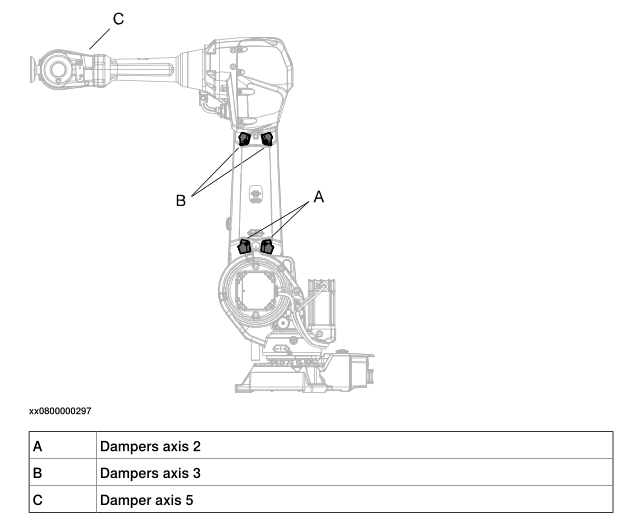 C
B
A
xx0800000297
A Dampers axis 2
B Dampers axis 3
C Damper axis 5